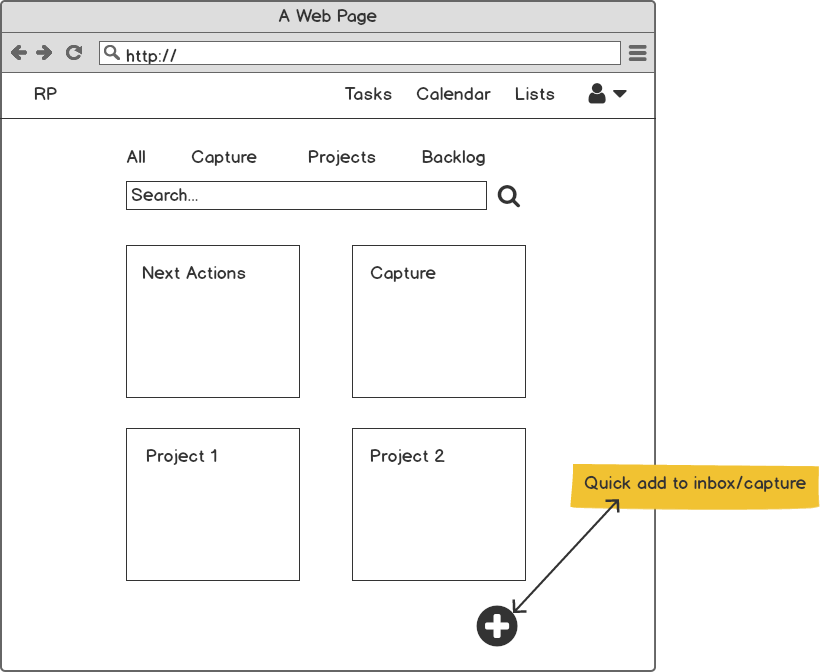 A Web Page
http://
RP Tasks Calendar Lists
All Capture Projects Backlog
Search...
Next Actions Capture
Project 1 Project 2
Quick add to inbox/capture